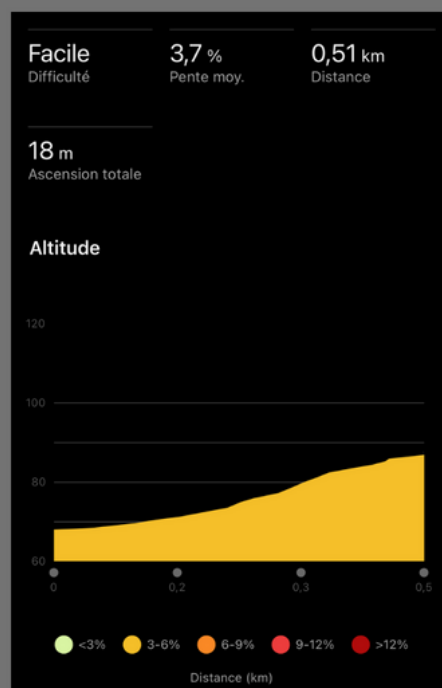 Facile 3,7 % 0,51 km
Difficulté Pente moy. Distance
18 m
Ascension totale
Altitude
120
100
80
60
0 0,2 0,3 0,5
<3% 3-6% 6-9% 9-12% >12%
Distance (km)